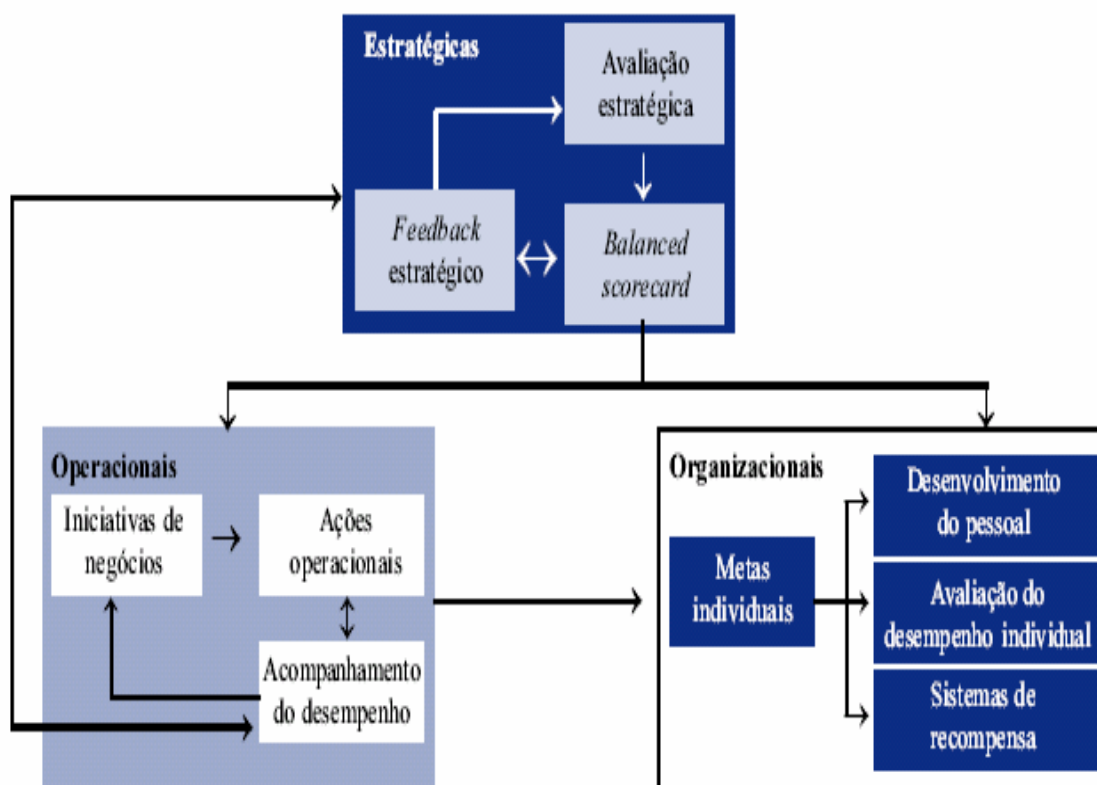 Estratégicas
Avaliação
estratégica
Feedback
estratégico
Balanced
scorecard
Operacionais
Iniciativas de
negócios
Ações
operacionais
Acompanhamento
do desempenho
Organizacionais
Metas
individuais
Desenvolvimento
do pessoal
Avaliação do
desempenho individual
Sistemas de
recompensa